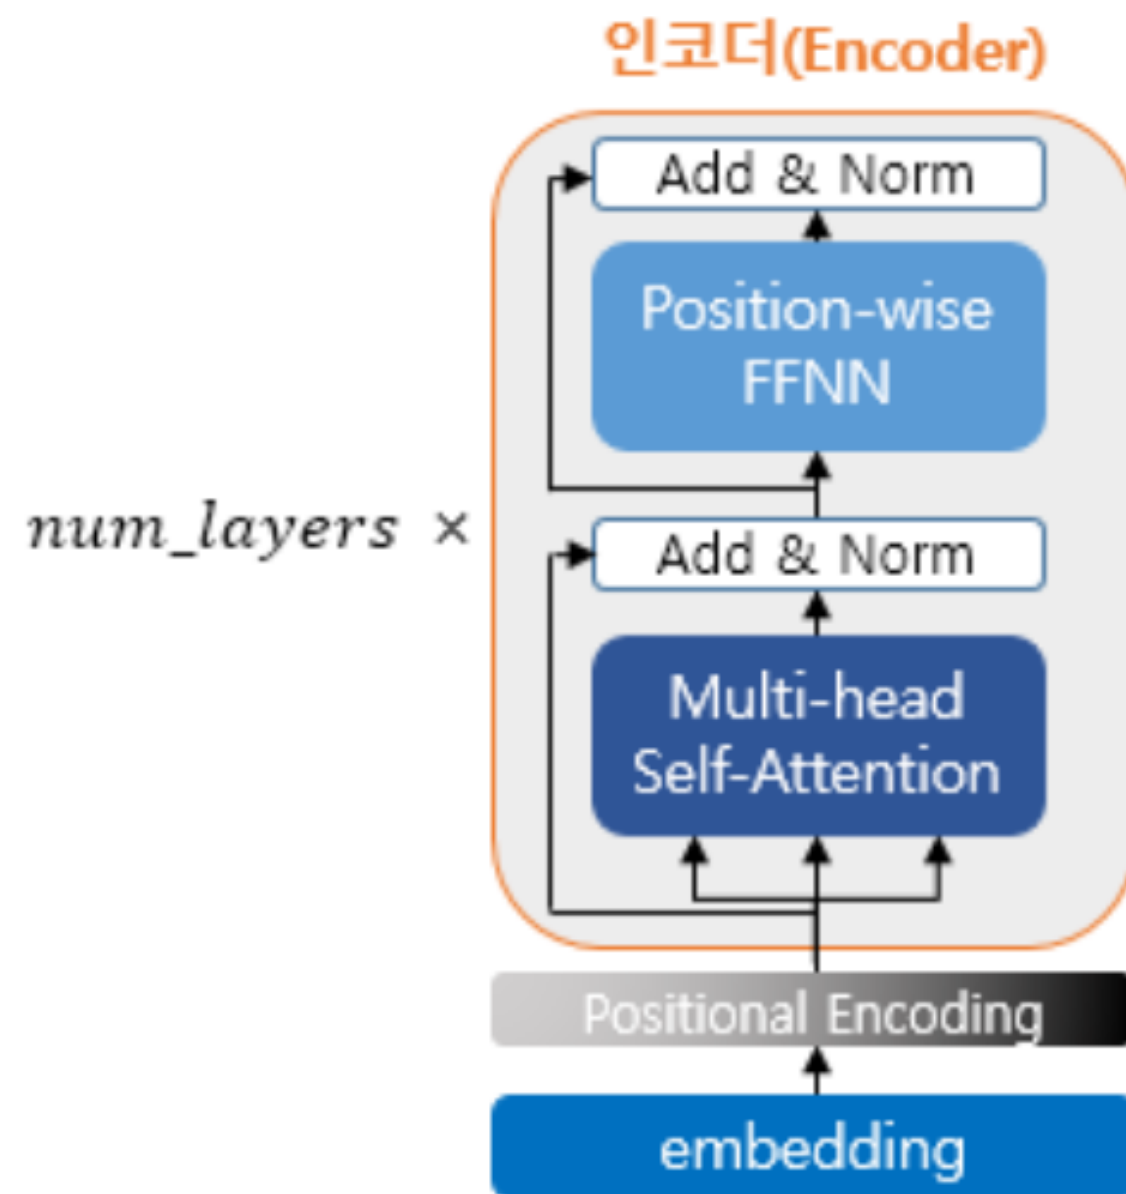 인코더(Encoder)
Add & Norm
Position-wise
FFNN
num_layers ×
Add & Norm
Multi-head
Self-Attention
Positional Encoding
embedding